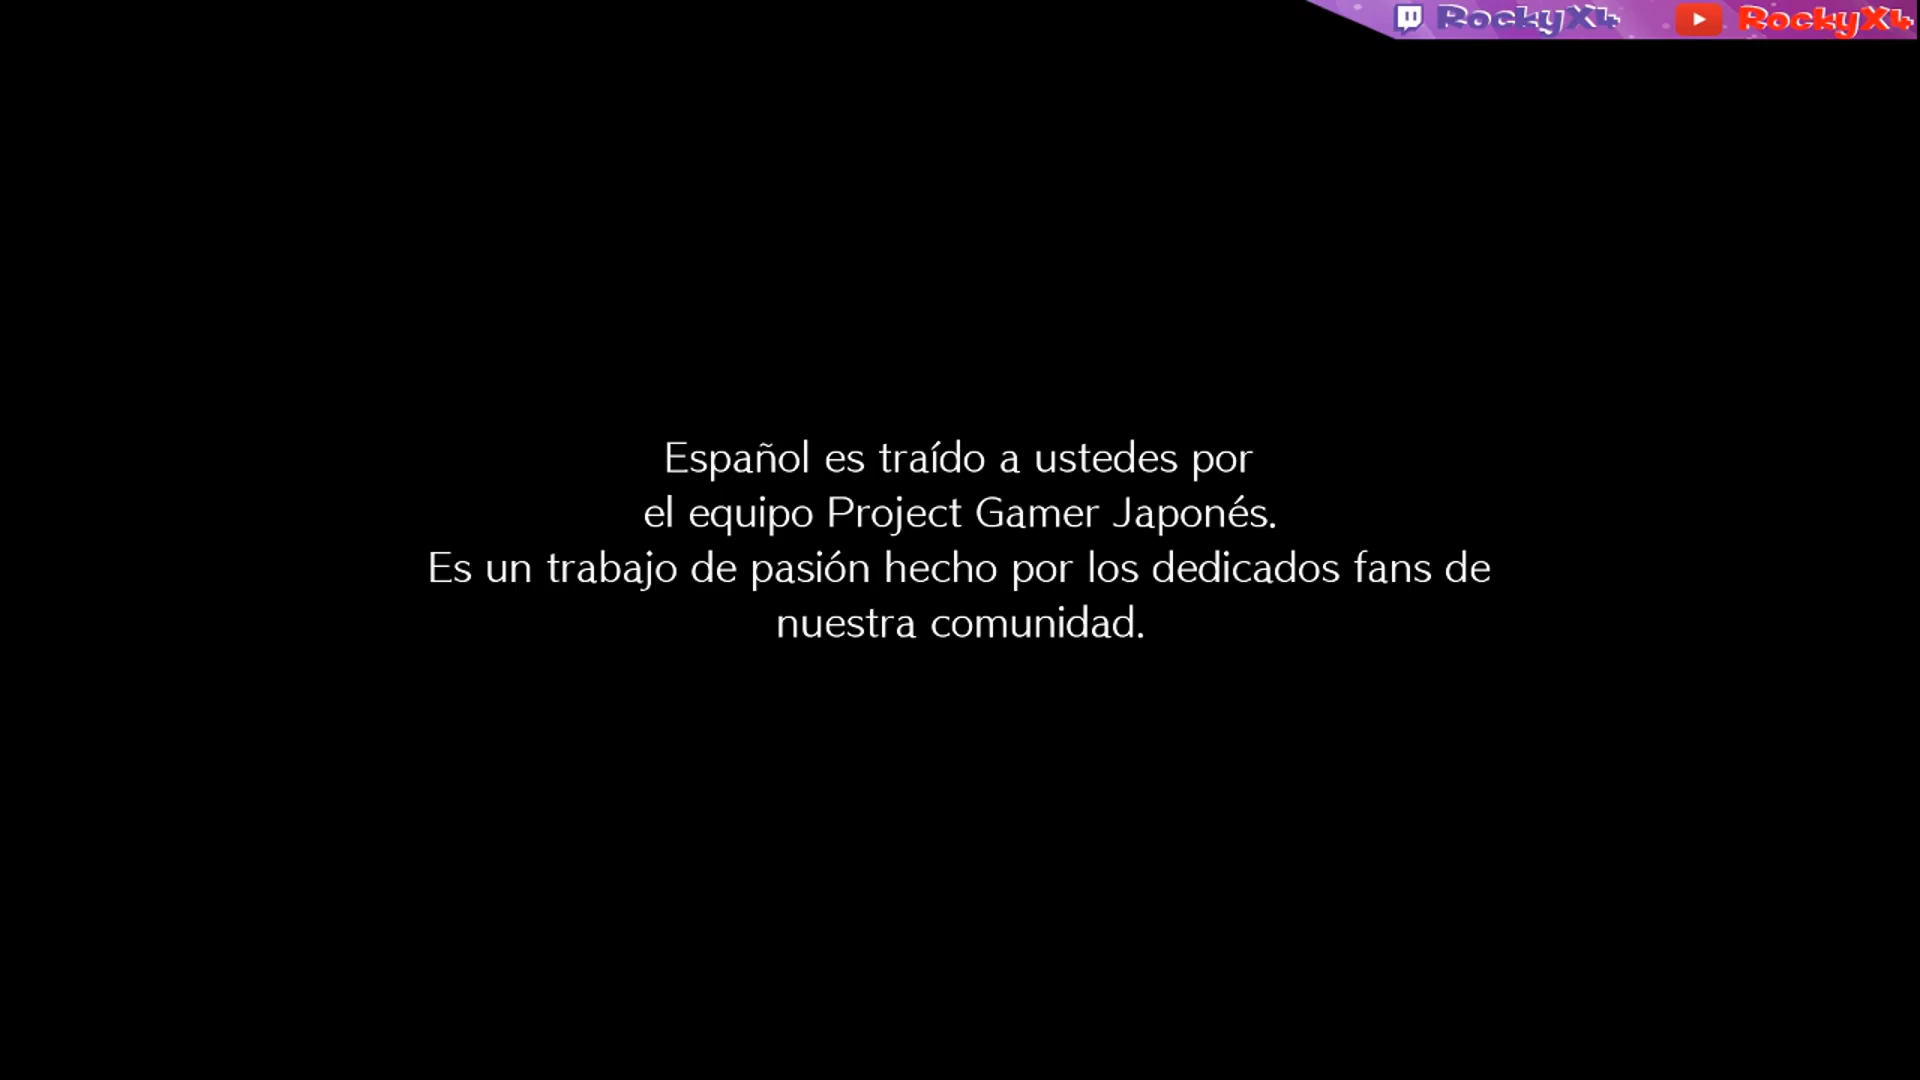 RockyX4 RockyX4
Español es traído a ustedes por
el equipo Project Gamer Japonés.
Es un trabajo de pasión hecho por los dedicados fans de
nuestra comunidad.